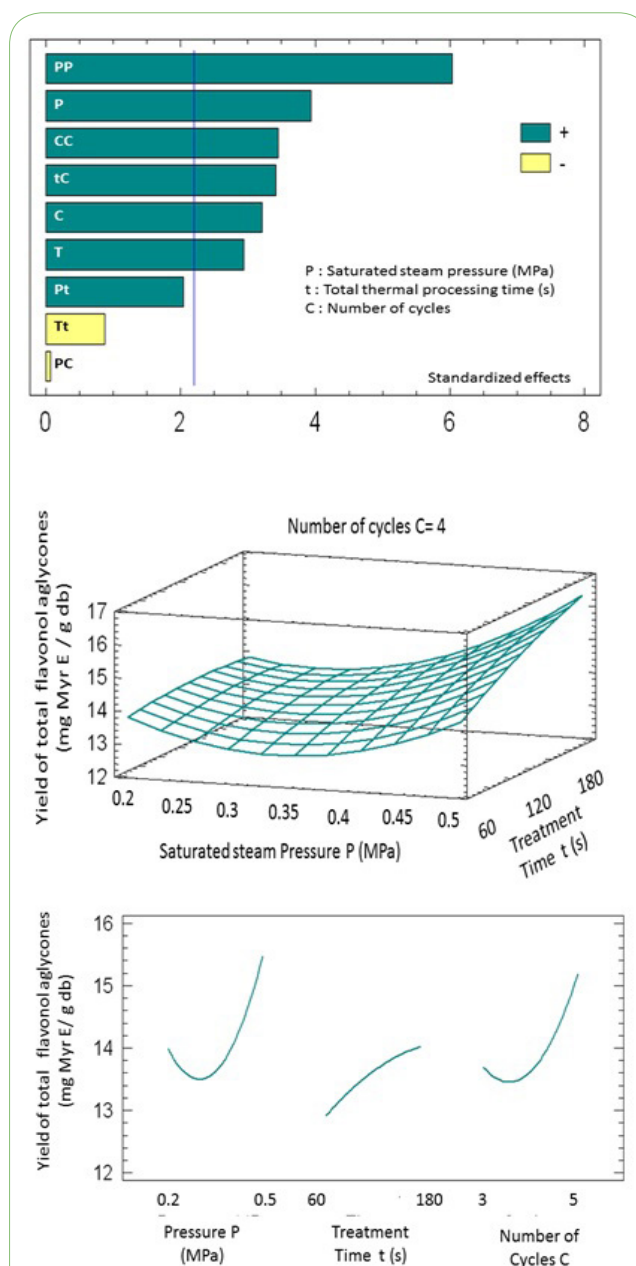 PP
P
CC
tC
C
T
Pt
Tt
PC
+
-
P : Saturated steam pressure (MPa)
t : Total thermal processing time (s)
C : Number of cycles
Standardized effects
0 2 4 6 8
Number of cycles C= 4
Yield of total flavonol aglycones
(mg Myr E / g db)
17
16
15
14
13
12
0.2 0.25 0.3 0.35 0.4 0.45 0.5
Saturated steam Pressure P (MPa)
60 120 180
Treatment
Time t (s)
Yield of total flavonol aglycones
(mg Myr E/ g db)
16
15
14
13
12
0.2 0.5 60 180 3 5
Pressure P
(MPa)
Treatment
Time t (s)
Number of
Cycles C